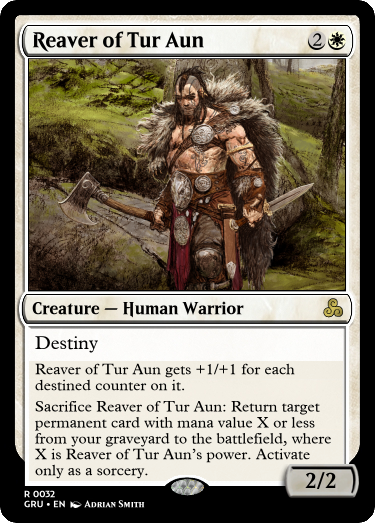 Reaver of Tur Aun 2
Creature — Human Warrior
Destiny
Reaver of Tur Aun gets +1/+1 for each
destined counter on it.
Sacrifice Reaver of Tur Aun: Return target
permanent card with mana value X or less
from your graveyard to the battlefield, where
X is Reaver of Tur Aun's power. Activate
only as a sorcery.
2/2
R 0032
GRU • EN Adrian Smith